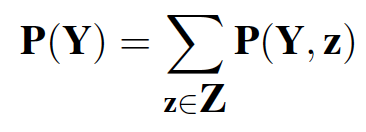 P(Y) = ∑ P(Y, z)
z∈Z